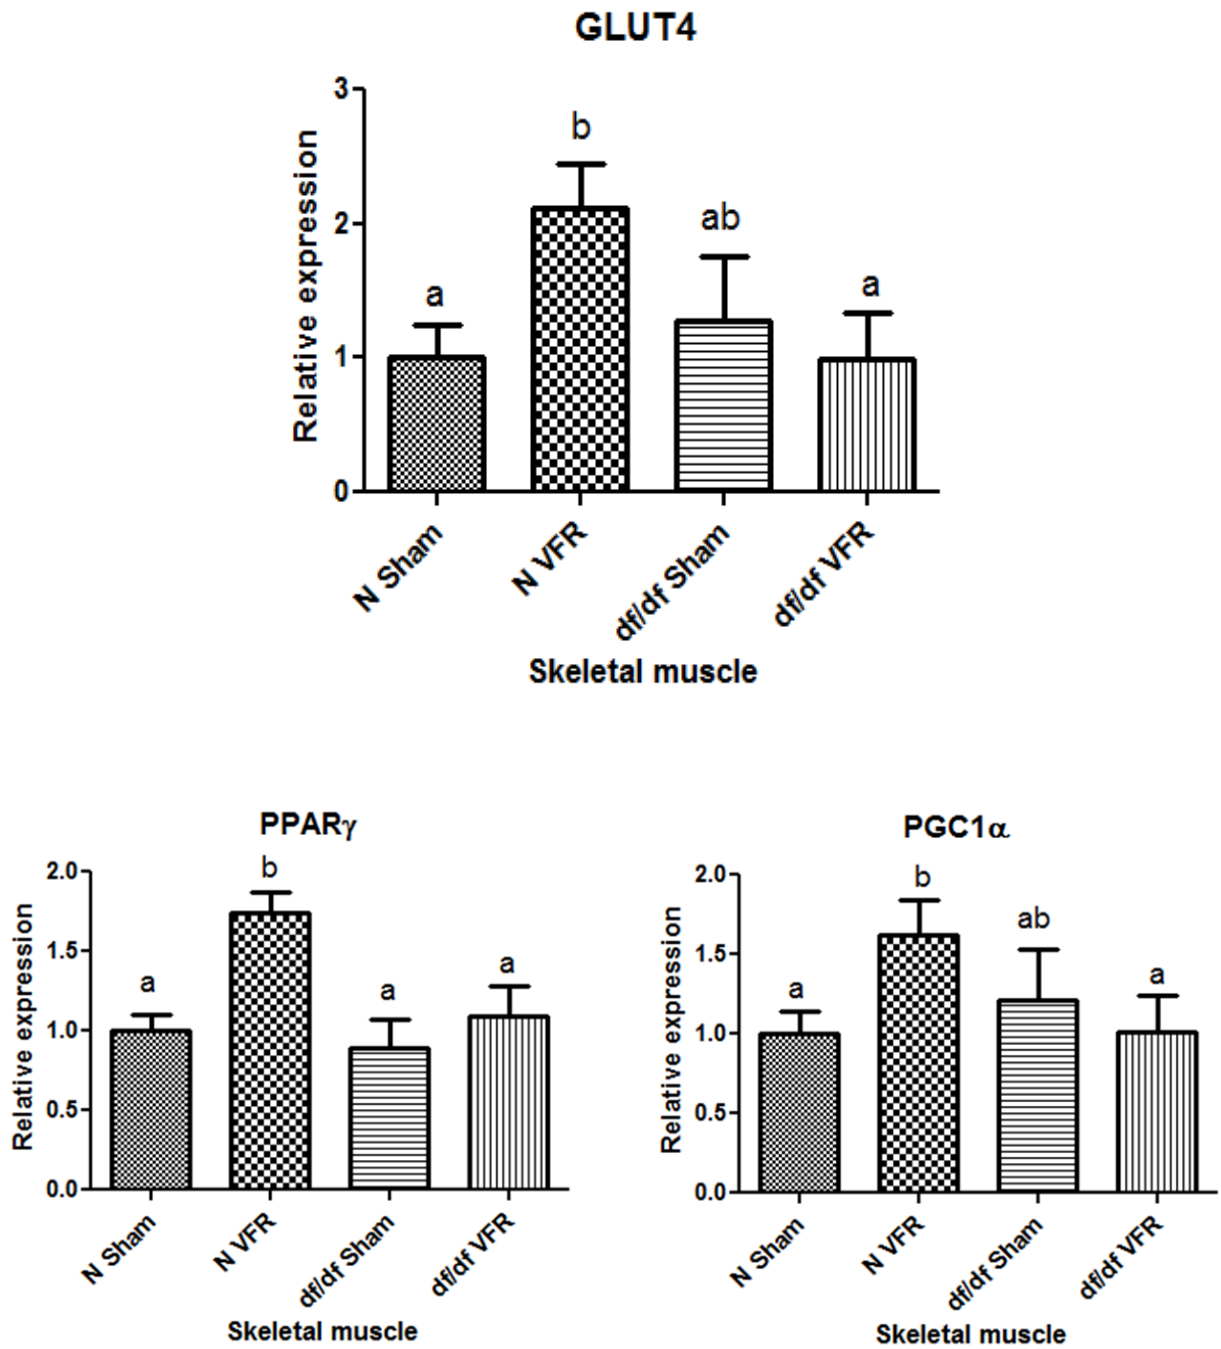 GLUT4
Relative expression
3
2
1
0
a
b
ab
a
N Sham
N VFR
df/df Sham
df/df VFR
Skeletal muscle
PPARγ
Relative expression
2.0
1.5
1.0
0.5
0.0
a
b
a
a
N Sham
N VFR
df/df Sham
df/df VFR
Skeletal muscle
PGC1α
Relative expression
2.0
1.5
1.0
0.5
0.0
a
b
ab
a
N Sham
N VFR
df/df Sham
df/df VFR
Skeletal muscle